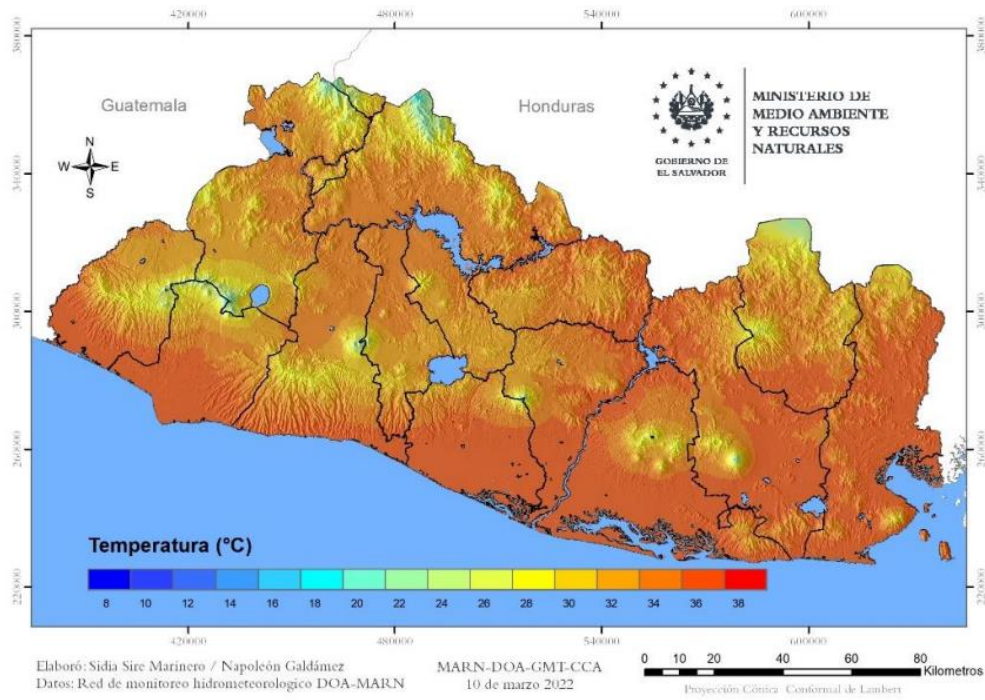 420000 480000 540000 600000
380000 380000
Guatemala Honduras
MINISTERIO DE
MEDIO AMBIENTE
Y RECURSOS
NATURALES
GOBIERNO DE
EL SALVADOR
N
W E
S
340000 340000
300000 300000
260000 260000
Temperatura (°C)
8 10 12 14 16 18 20 22 24 26 28 30 32 34 36 38
220000 220000
420000 480000 540000 600000
Elaboró: Sidia Sire Marinero / Napoleón Galdámez
Datos: Red de monitoreo hidrometeorologico DOA-MARN
MARN-DOA-GMT-CCA
10 de marzo 2022
0 5 10 20 40 60 80
Kilometros
Proyección Cónica Conformal de Lambert